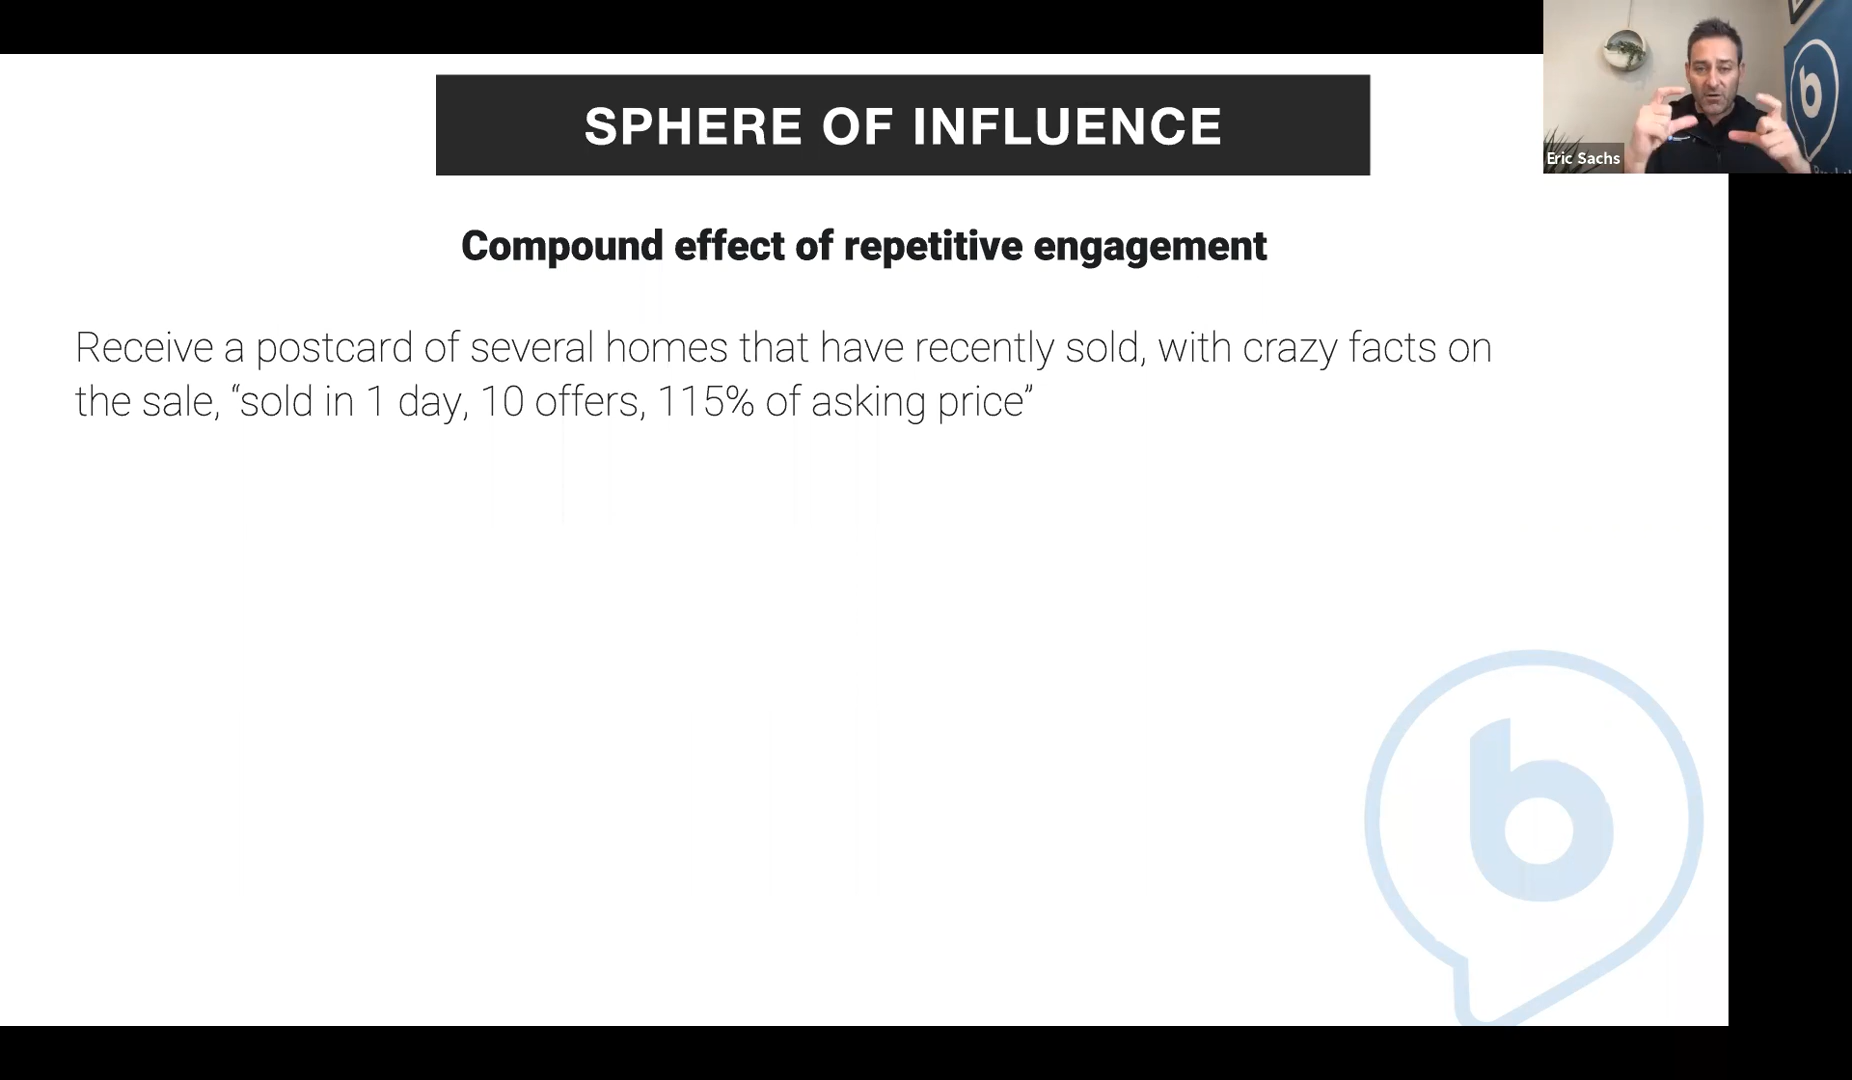 SPHERE OF INFLUENCE
Eric Sachs
Compound effect of repetitive engagement
Receive a postcard of several homes that have recently sold, with crazy facts on
the sale, “sold in 1 day, 10 offers, 115% of asking price”
b
b